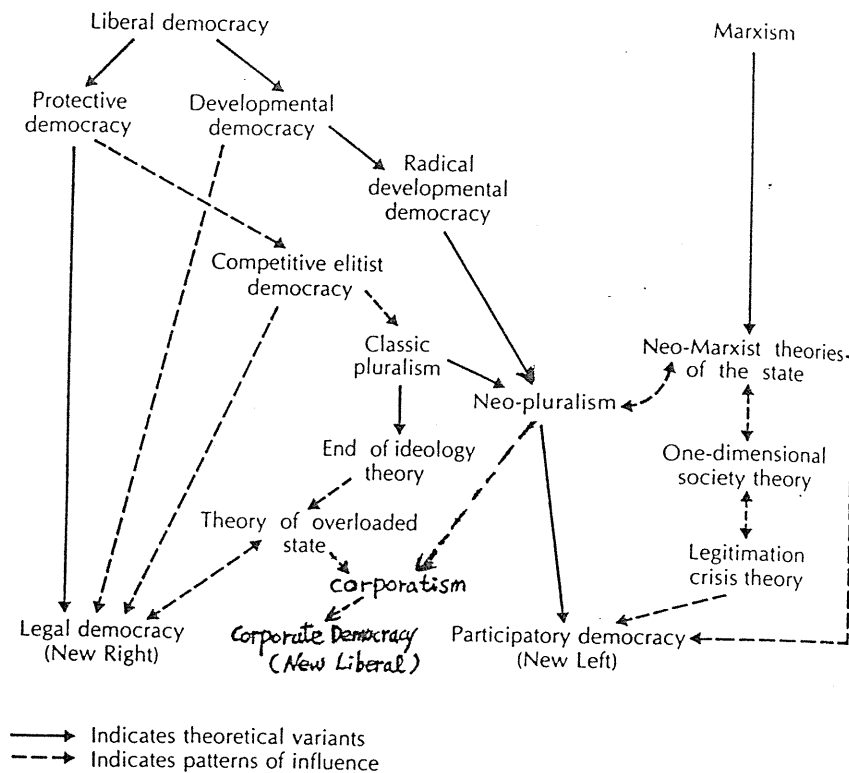 Liberal democracy
Marxism
Protective
democracy
Developmental
democracy
Radical
developmental
democracy
Competitive elitist
democracy
Classic
pluralism
Neo-Marxist theories
of the state
Neo-pluralism
End of ideology
theory
One-dimensional
society theory
Theory of overloaded
state
Legitimation
crisis theory
corporatism
Legal democracy
(New Right)
Corporate Democracy
(New Liberal)
Participatory democracy
(New Left)
Indicates theoretical variants
Indicates patterns of influence